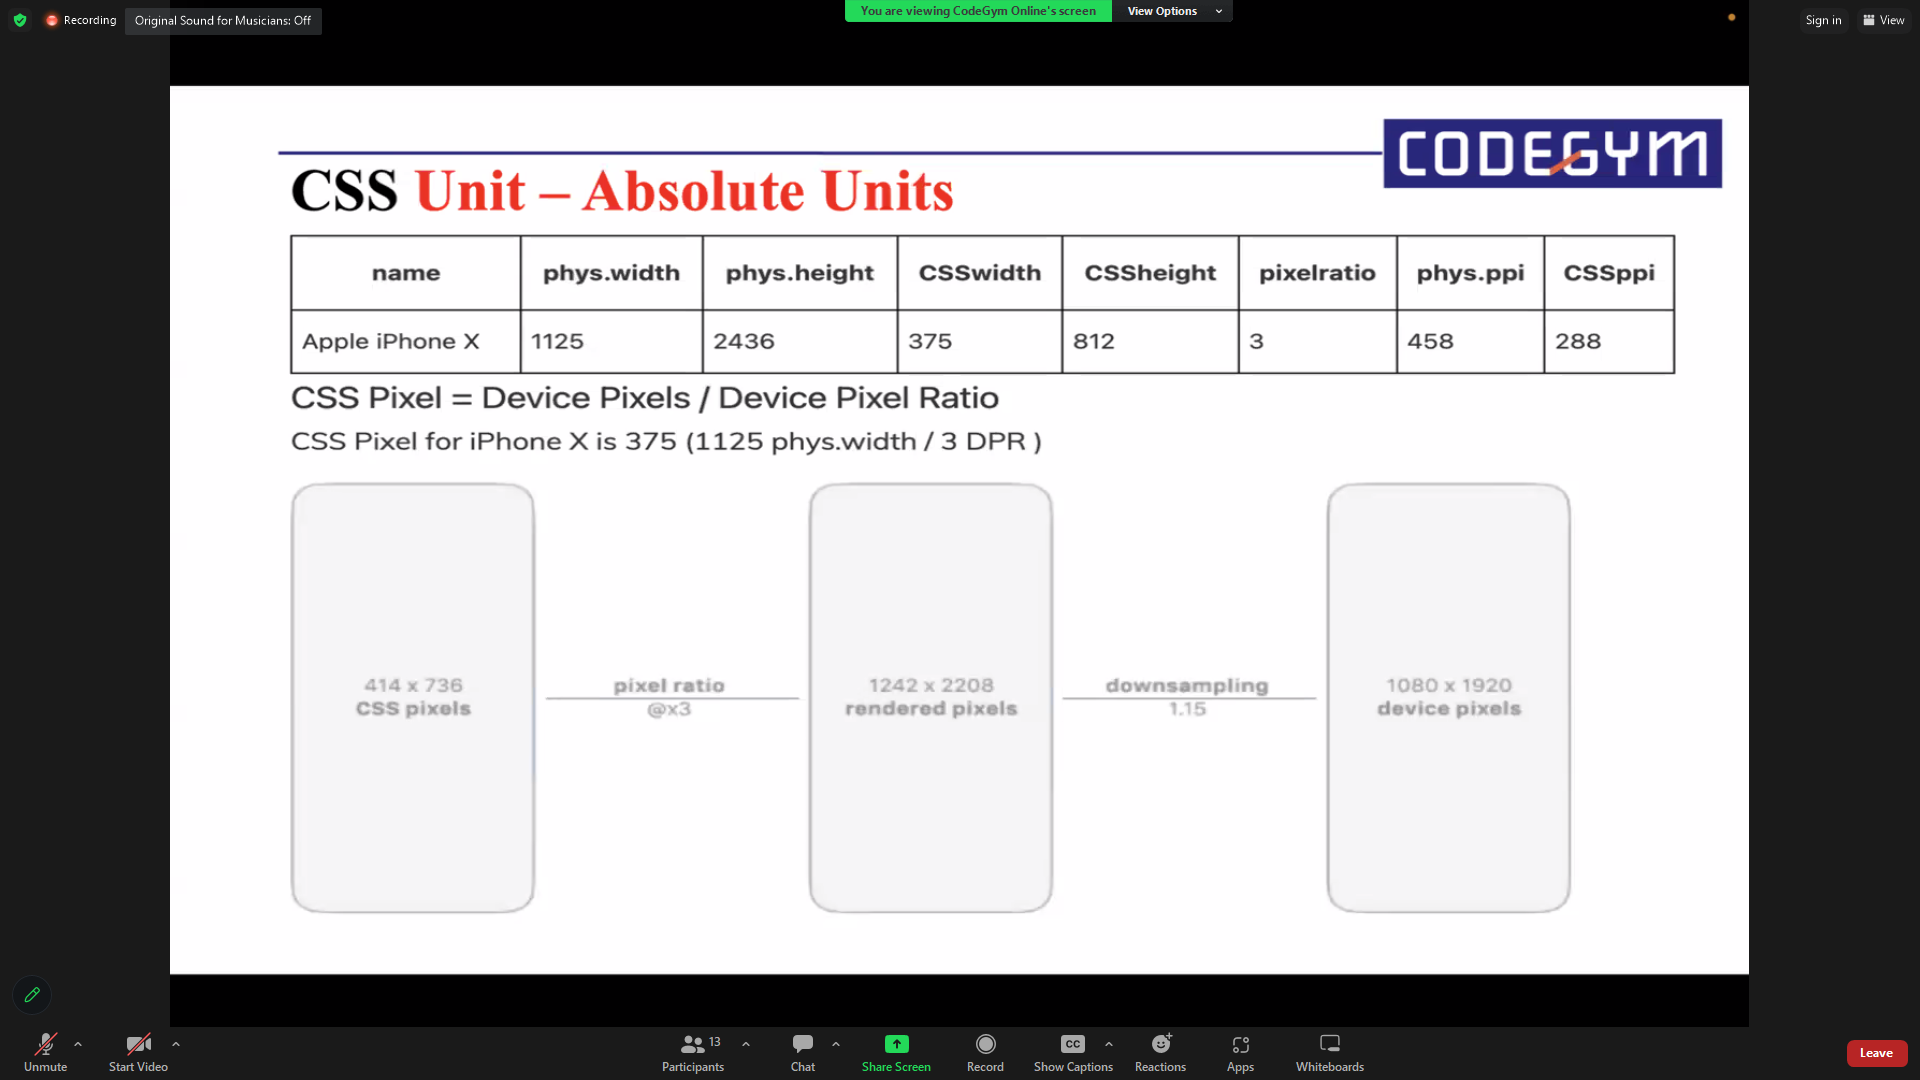 Recording
Original Sound for Musicians: Off
You are viewing CodeGym Online's screen
View Options
Sign in
View
CODEGYM
CSS Unit – Absolute Units
name phys.width phys.height CSSwidth CSSheight pixelratio phys.ppi CSSppi
Apple iPhone X 1125 2436 375 812 3 458 288
CSS Pixel = Device Pixels / Device Pixel Ratio
CSS Pixel for iPhone X is 375 (1125 phys.width / 3 DPR )
414 x 736
CSS pixels
pixel ratio
@x3
1242 x 2208
rendered pixels
downsampling
1.15
1080 x 1920
device pixels
Unmute
Start Video
13
Participants
Chat
Share Screen
Record
CC
Show Captions
Reactions
Apps
Whiteboards
Leave